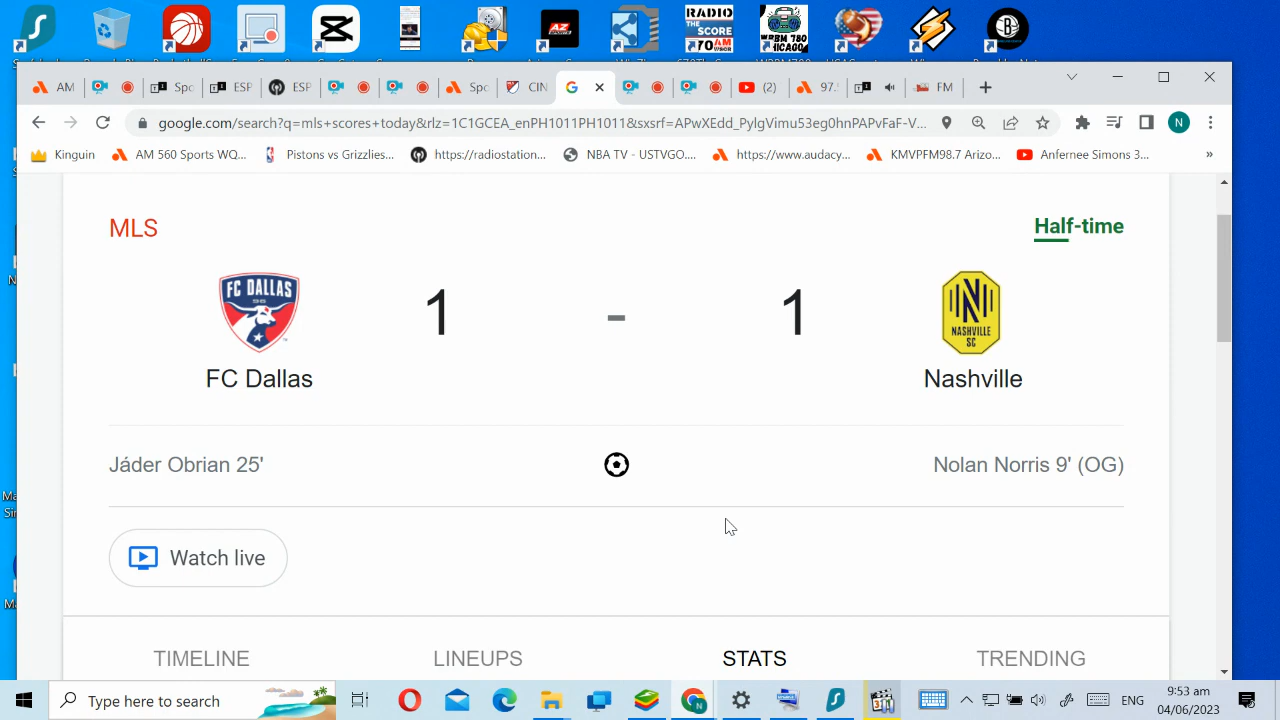 AM
Spc
ESP
ESP
Spc
CIN
(2)
97.
FM
google.com/search?q=mls+scores+today&rlz=1C1GCEA_enPH1011PH1011&sxsrf=APwXEdd_PylgVimu53eg0hnPAPvFaF-V...
N
Kinguin
AM 560 Sports WQ...
Pistons vs Grizzlies...
https://radiostation...
NBA TV - USTVGO....
https://www.audacy...
KMVPFM98.7 Arizo...
Anfernee Simons 3...
»
MLS
Half-time
FC DALLAS
96
NASHVILLE
SC
1 - 1
FC Dallas
Nashville
Jáder Obrian 25'
Nolan Norris 9' (OG)
Watch live
TIMELINE
LINEUPS
STATS
TRENDING
Type here to search
ENG
9:53 am
04/06/2023